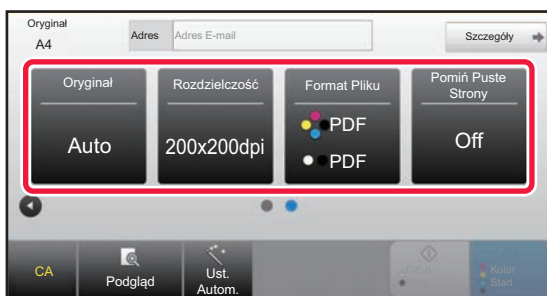 Oryginał
A4
Adres
Adres E-mail
Szczegóły
Oryginał
Auto
Rozdzielczość
200x200dpi
Format Pliku
PDF
PDF
Pomiń Puste
Strony
Off
CA
Podgląd
Ust.
Autom.
Kolor
Start